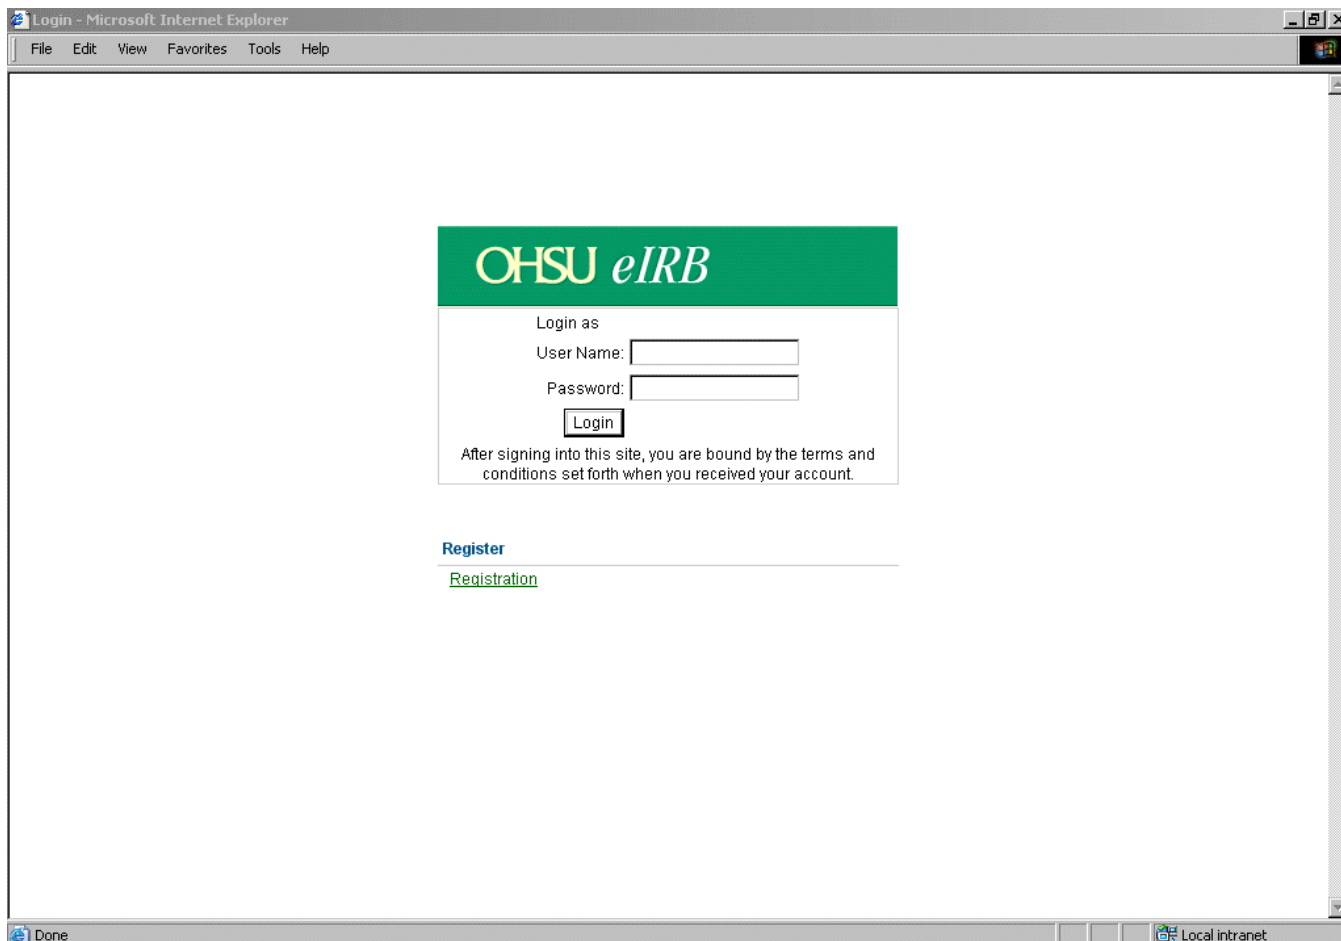 Login - Microsoft Internet Explorer
File Edit View Favorites Tools Help
OHSU eIRB
Login as
User Name:
Password:
Login
After signing into this site, you are bound by the terms and
conditions set forth when you received your account.
Register
Registration
Done Local intranet